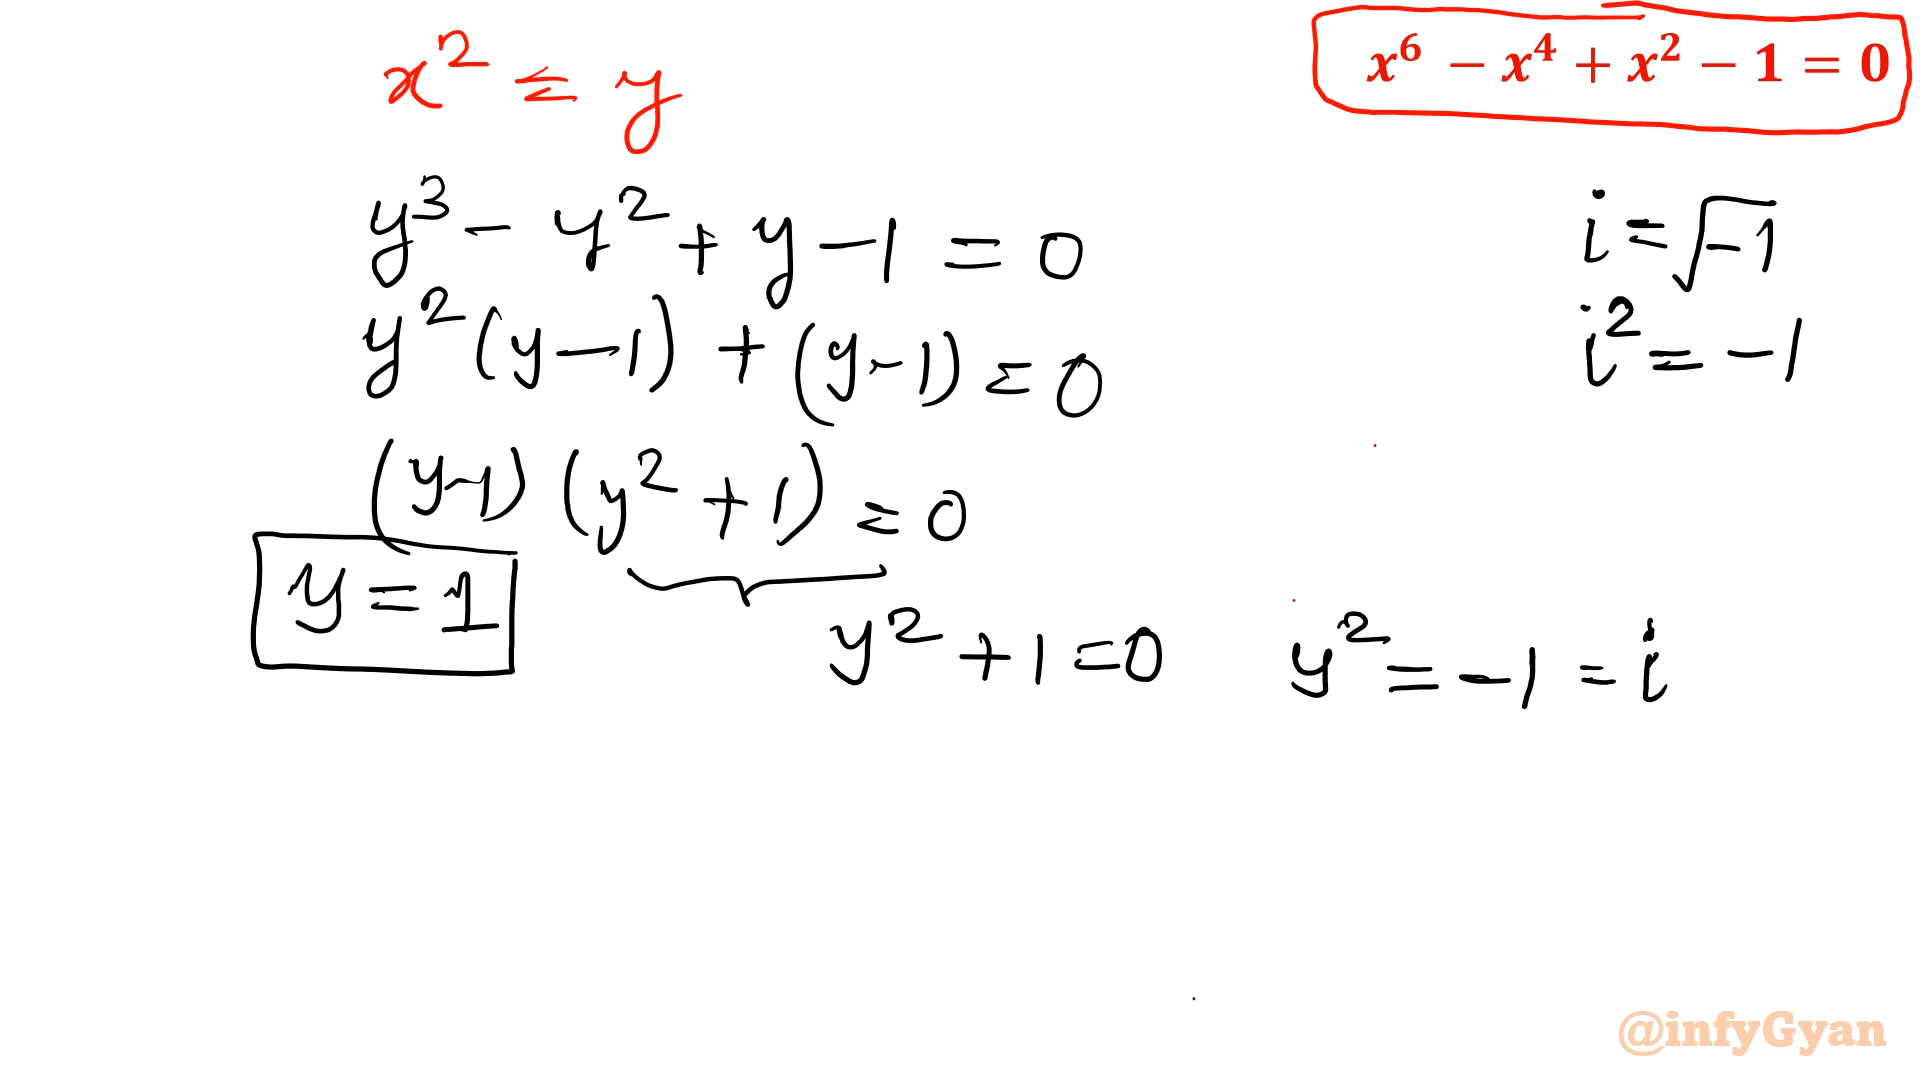 x² = y
x⁶ − x⁴ + x² − 1 = 0
y³ − y² + y − 1 = 0
i = √−1
y² (y − 1) + (y − 1) = 0
i² = −1
(y−1) (y² + 1) = 0
y = 1
y² + 1 = 0
y² = −1 = i
@infyGyan